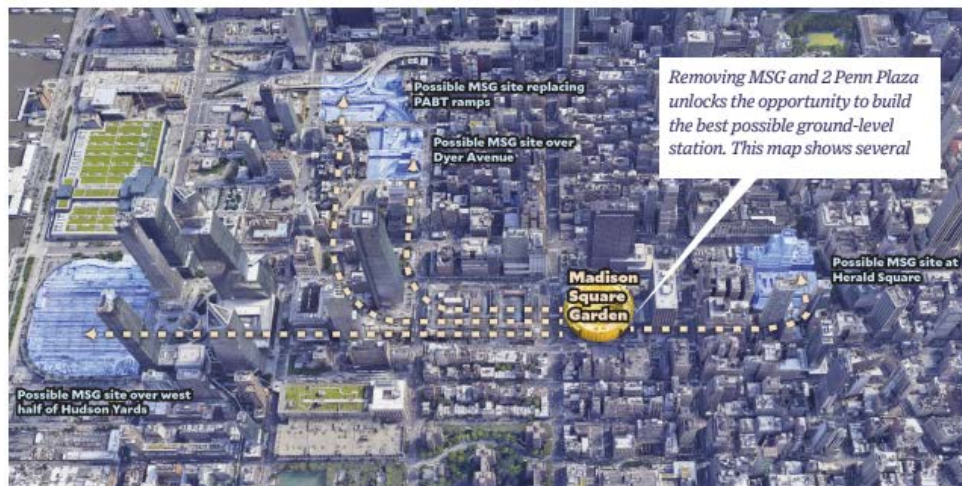 Possible MSG site replacing
PABT ramps
Possible MSG site over
Dyer Avenue
Removing MSG and 2 Penn Plaza
unlocks the opportunity to build
the best possible ground-level
station. This map shows several
Madison
Square
Garden
Possible MSG site at
Herald Square
Possible MSG site over west
half of Hudson Yards